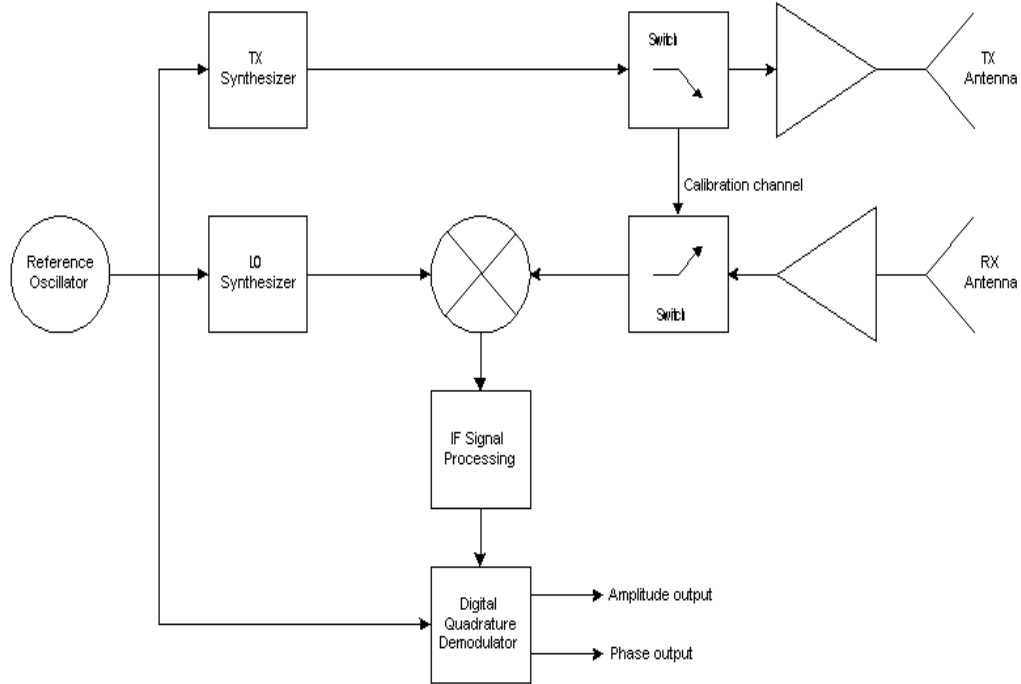 TX
Synthesizer
Switch
TX
Antenna
Calibration channel
Reference
Oscillator
LO
Synthesizer
Switch
RX
Antenna
IF Signal
Processing
Digital
Quadrature
Demodulator
Amplitude output
Phase output